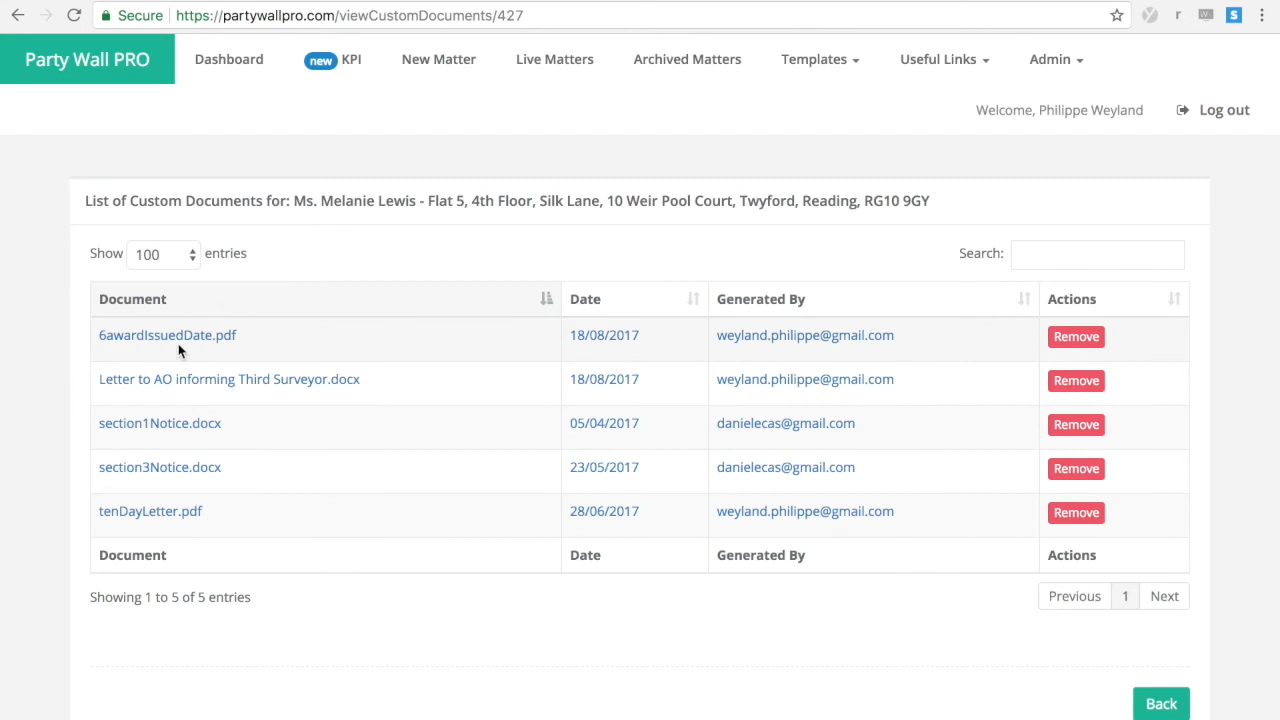 Secure https://partywallpro.com/viewCustomDocuments/427
Party Wall PRO Dashboard new KPI New Matter Live Matters Archived Matters Templates Useful Links Admin
Welcome, Philippe Weyland Log out
List of Custom Documents for: Ms. Melanie Lewis - Flat 5, 4th Floor, Silk Lane, 10 Weir Pool Court, Twyford, Reading, RG10 9GY
Show 100 entries Search:
Document Date Generated By Actions
6awardIssuedDate.pdf 18/08/2017 weyland.philippe@gmail.com Remove
Letter to AO informing Third Surveyor.docx 18/08/2017 weyland.philippe@gmail.com Remove
section1Notice.docx 05/04/2017 danielecas@gmail.com Remove
section3Notice.docx 23/05/2017 danielecas@gmail.com Remove
tenDayLetter.pdf 28/06/2017 weyland.philippe@gmail.com Remove
Document Date Generated By Actions
Showing 1 to 5 of 5 entries Previous 1 Next
Back